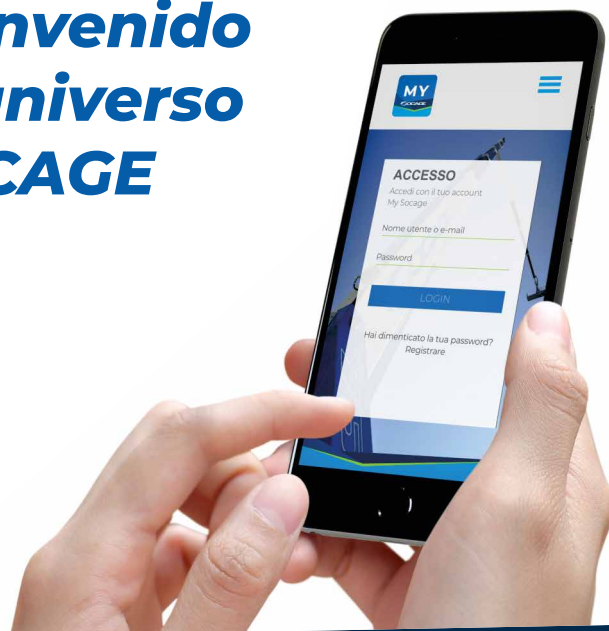 nvenido
universo
CAGE
MY
SOCAGE
ACCESSO
Accedi con il tuo account
My Socage
Nome utente o e-mail
Password
LOGIN
Hai dimenticato la tua password?
Registrare